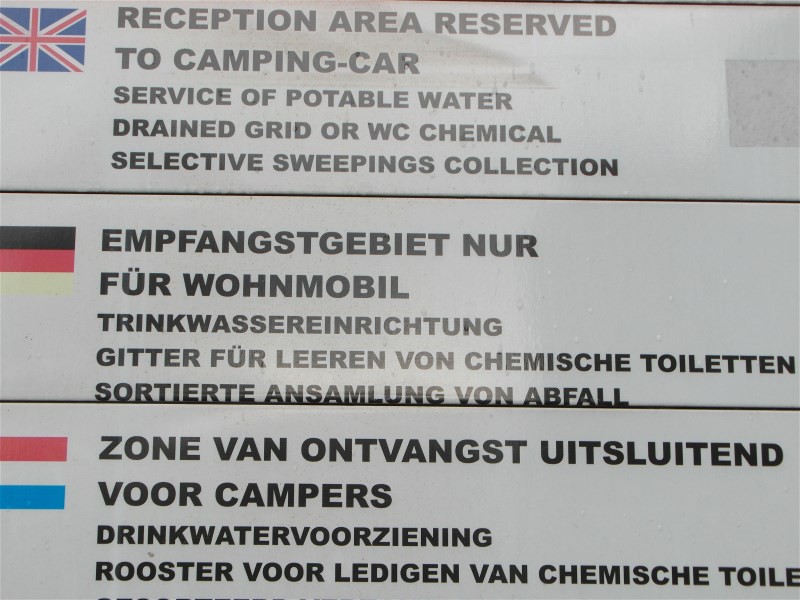 RECEPTION AREA RESERVED
TO CAMPING-CAR
SERVICE OF POTABLE WATER
DRAINED GRID OR WC CHEMICAL
SELECTIVE SWEEPINGS COLLECTION
EMPFANGSTGEBIET NUR
FÜR WOHNMOBIL
TRINKWASSEREINRICHTUNG
GITTER FÜR LEEREN VON CHEMISCHE TOILETTEN
SORTIERTE ANSAMLUNG VON ABFALL
ZONE VAN ONTVANGST UITSLUITEND
VOOR CAMPERS
DRINKWATERVOORZIENING
ROOSTER VOOR LEDIGEN VAN CHEMISCHE TOILE